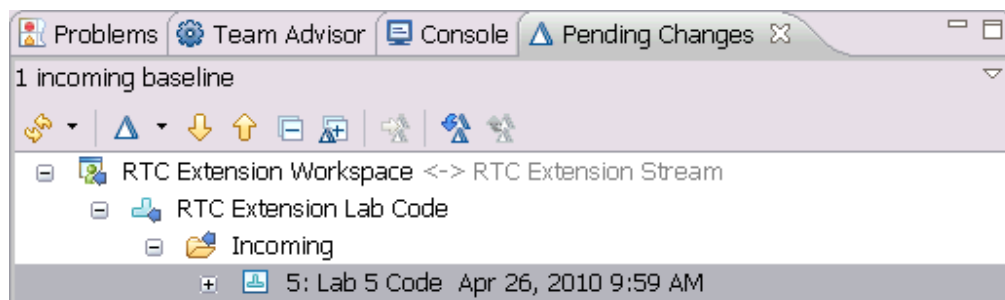 Problems Team Advisor Console Pending Changes
1 incoming baseline
RTC Extension Workspace <-> RTC Extension Stream
RTC Extension Lab Code
Incoming
5: Lab 5 Code Apr 26, 2010 9:59 AM